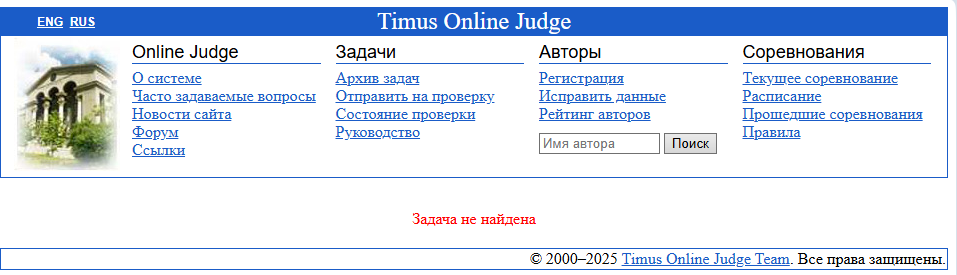 ENG RUS Timus Online Judge
Online Judge
О системе
Часто задаваемые вопросы
Новости сайта
Форум
Ссылки
Задачи
Архив задач
Отправить на проверку
Состояние проверки
Руководство
Авторы
Регистрация
Исправить данные
Рейтинг авторов
Имя автора Поиск
Соревнования
Текущее соревнование
Расписание
Прошедшие соревнования
Правила
Задача не найдена
© 2000–2025 Timus Online Judge Team. Все права защищены.